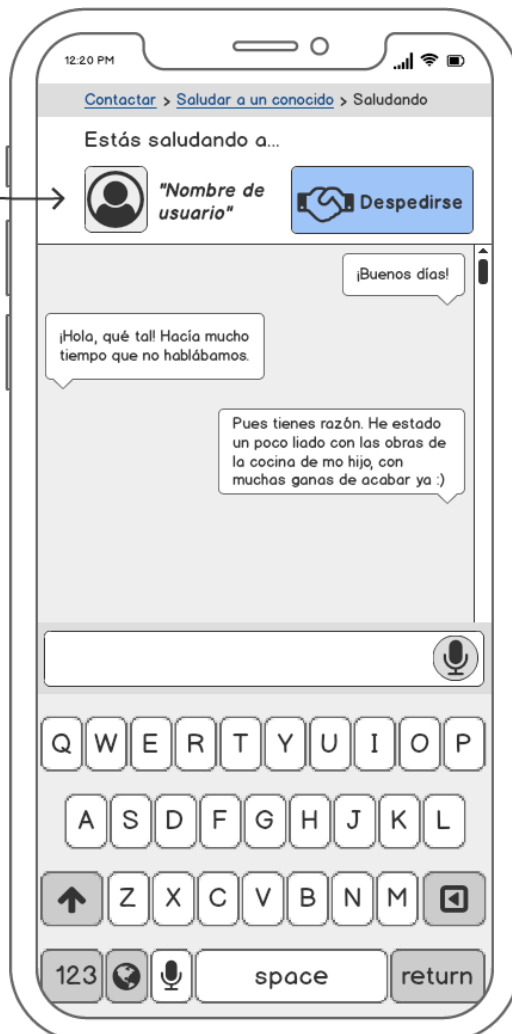 12:20 PM
Contactar > Saludar a un conocido > Saludando
Estás saludando a...
"Nombre de
usuario"
Despedirse
¡Buenos días!
¡Hola, qué tal! Hacía mucho
tiempo que no hablábamos.
Pues tienes razón. He estado
un poco liado con las obras de
la cocina de mo hijo, con
muchas ganas de acabar ya :)
Q W E R T Y U I O P
A S D F G H J K L
Z X C V B N M
123 space return